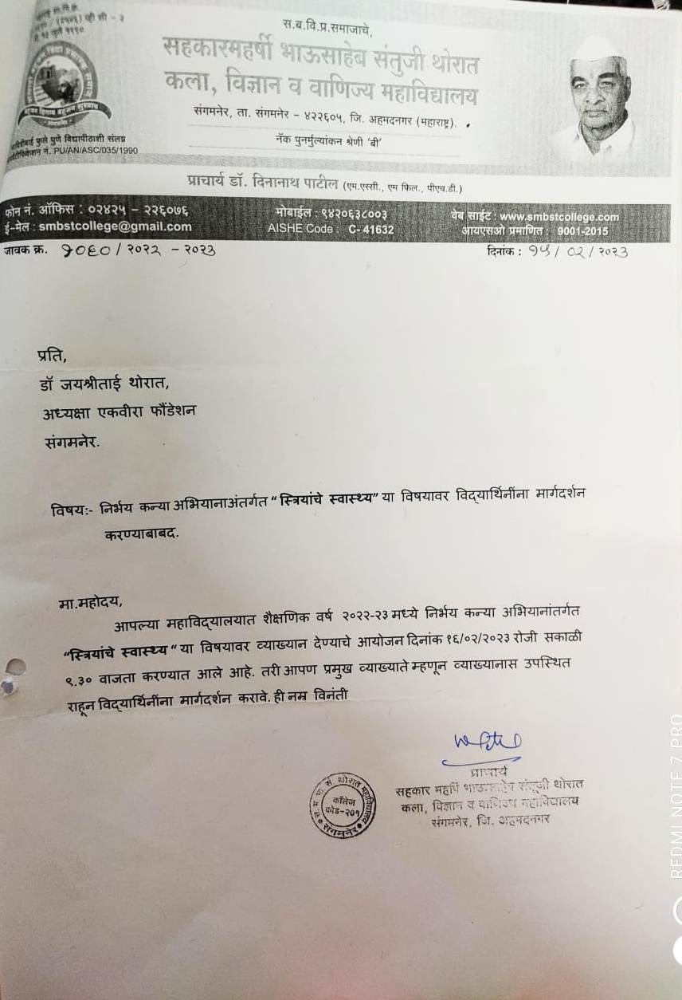 स.ब.वि.प्र.समाजाचे,
सहकारमहर्षी भाऊसाहेब संतुजी थोरात
कला, विज्ञान व वाणिज्य महाविद्यालय
संगमनेर, ता. संगमनेर - ४२२६०५, जि. अहमदनगर (महाराष्ट्र).
नॅक पुनर्मुल्यांकन श्रेणी 'बी'
फुले पुणे विद्यापीठाशी संलग्न
नं. PU/AN/ASC/035/1990
प्राचार्य डॉ. दिनानाथ पाटील (एम.एस्सी., एम फिल., पीएच.डी.)
फोन नं. ऑफिस : ०२४२५ - २२६०७६ मोबाईल : ९४२०६३८००३ वेब साईट : www.smbstcollege.com
ई-मेल : smbstcollege@gmail.com AISHE Code : C- 41632 आयएसओ प्रमाणित : 9001-2015
जावक क्र. १०६०/२०२२ - २०२३ दिनांक : १५/०२/२०२३
प्रति,
डॉ जयश्रीताई थोरात,
अध्यक्षा एकवीरा फौंडेशन
संगमनेर.
विषय:- निर्भय कन्या अभियानाअंतर्गत "स्त्रियांचे स्वास्थ्य" या विषयावर विद्यार्थिनींना मार्गदर्शन
करण्याबाबद.
मा.महोदय,
आपल्या महाविद्यालयात शैक्षणिक वर्ष २०२२-२३ मध्ये निर्भय कन्या अभियानांतर्गत
"स्त्रियांचे स्वास्थ्य" या विषयावर व्याख्यान देण्याचे आयोजन दिनांक १६/०२/२०२३ रोजी सकाळी
९.३० वाजता करण्यात आले आहे. तरी आपण प्रमुख व्याख्याते म्हणून व्याख्यानास उपस्थित
राहून विद्यार्थिनींना मार्गदर्शन करावे. ही नम्र विनंती
प्राचार्य
सहकार महर्षि भाऊसाहेब संतूजी थोरात
कला, विज्ञान व वाणिज्य महाविद्यालय
संगमनेर, जि. अहमदनगर
कॉलेज
कोड-२०१
संगमनेर
REDMI NOTE 7 PRO